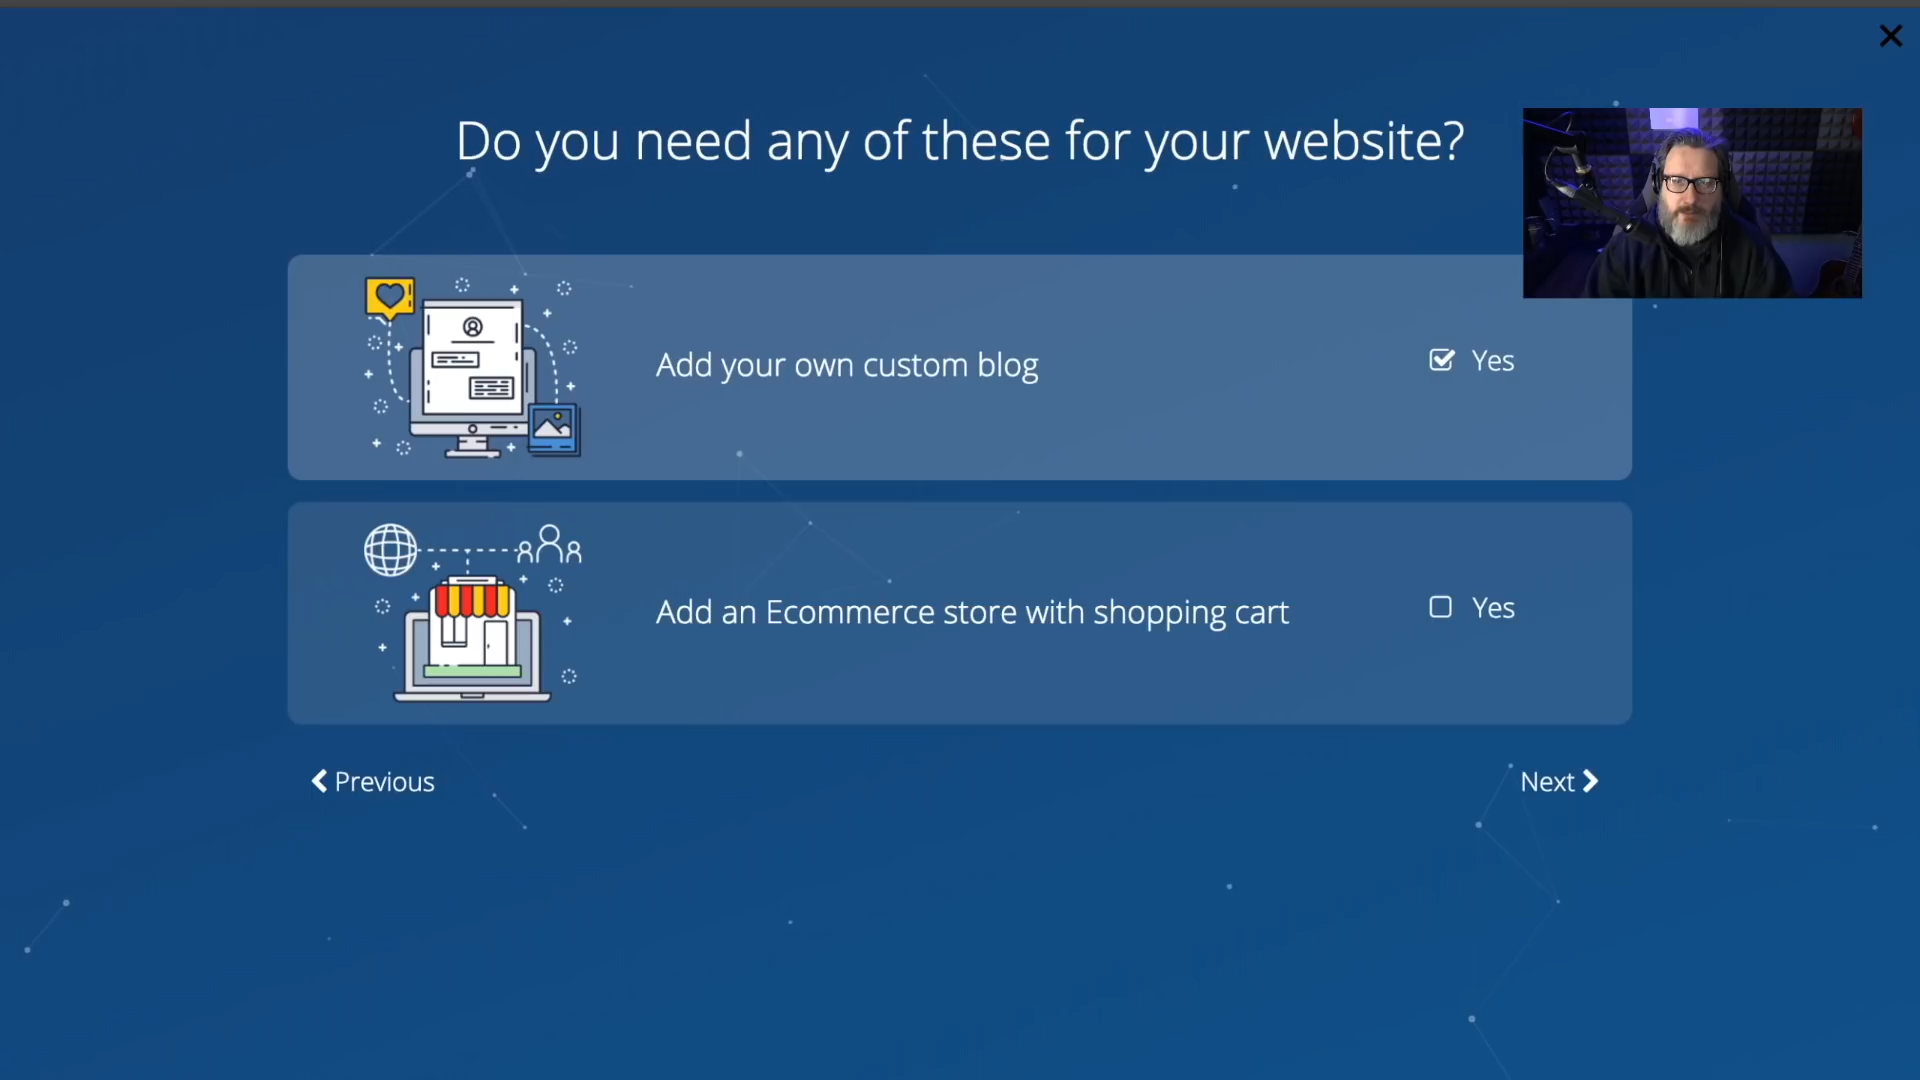 Do you need any of these for your website?
Add your own custom blog
Yes
Add an Ecommerce store with shopping cart
Yes
Previous
Next